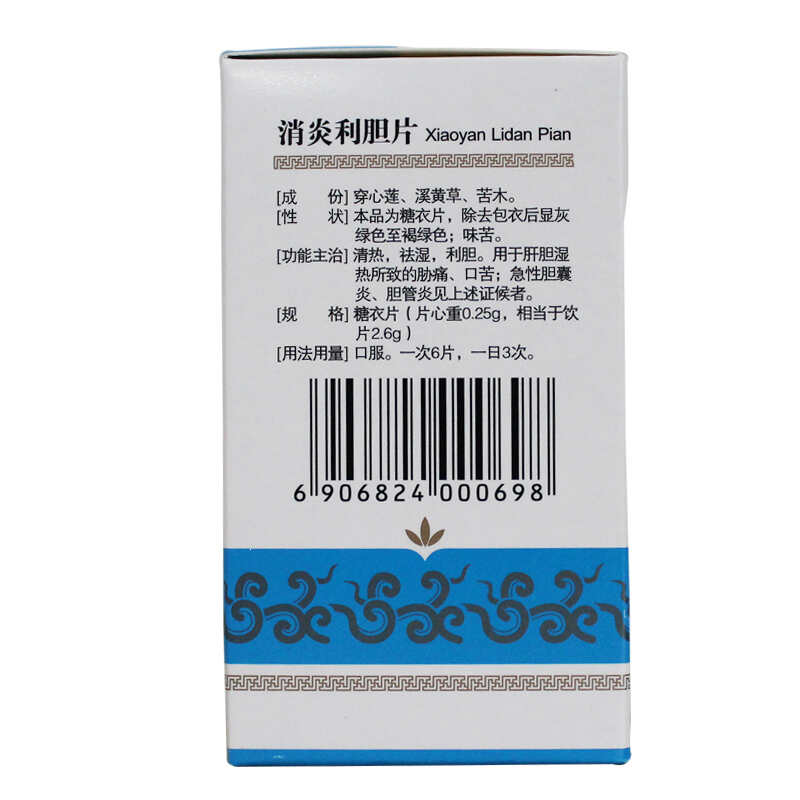 消炎利胆片 Xiaoyan Lidan Pian
[成 份] 穿心莲、溪黄草、苦木。
[性 状] 本品为糖衣片，除去包衣后显灰
绿色至褐绿色；味苦。
[功能主治] 清热，祛湿，利胆。用于肝胆湿
热所致的胁痛、口苦；急性胆囊
炎、胆管炎见上述证候者。
[规 格] 糖衣片（片心重0.25g，相当于饮
片2.6g）
[用法用量] 口服。一次6片，一日3次。
6 906824 000698